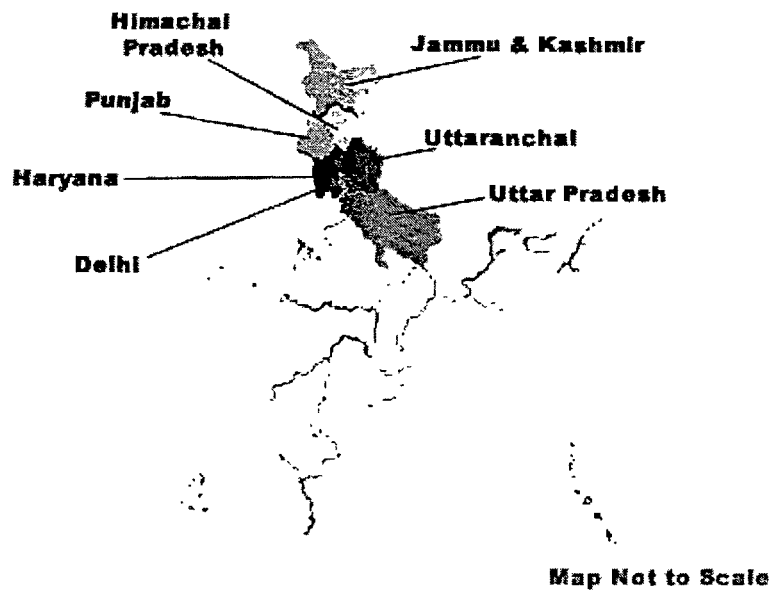 Himachal
Pradesh
Jammu & Kashmir
Punjab
Uttaranchal
Haryana
Uttar Pradesh
Delhi
Map Not to Scale